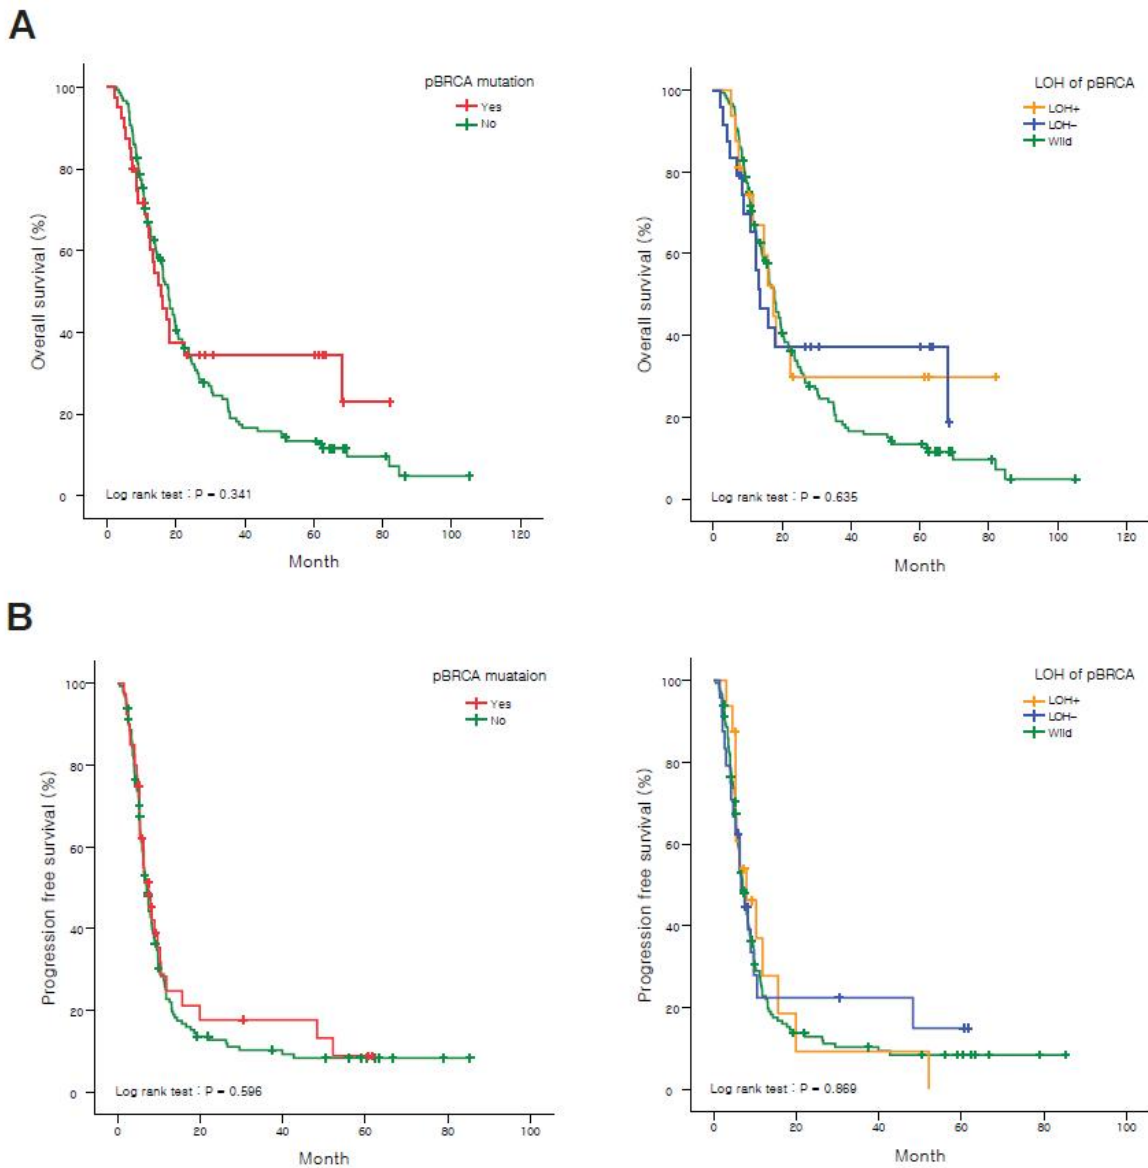 A
pBRCA mutation
Yes
No
Overall survival (%)
100
80
60
40
20
0
Log rank test : P = 0.341
0 20 40 60 80 100 120
Month
LOH of pBRCA
LOH+
LOH-
Wild
Overall survival (%)
100
80
60
40
20
0
Log rank test : P = 0.635
0 20 40 60 80 100 120
Month
B
pBRCA muataion
Yes
No
Progression free survival (%)
100
80
60
40
20
0
Log rank test : P = 0.596
0 20 40 60 80 100
Month
LOH of pBRCA
LOH+
LOH-
Wild
Progression free survival (%)
100
80
60
40
20
0
Log rank test : P = 0.869
0 20 40 60 80 100
Month